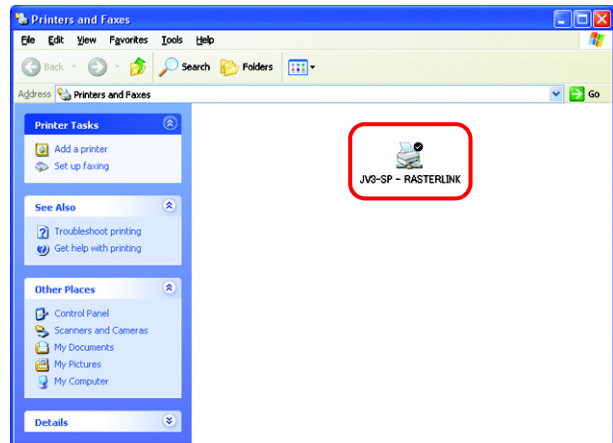 Printers and Faxes
File Edit View Favorites Tools Help
Back Search Folders
Address Printers and Faxes Go
Printer Tasks
Add a printer
Set up faxing
See Also
Troubleshoot printing
Get help with printing
Other Places
Control Panel
Scanners and Cameras
My Documents
My Pictures
My Computer
Details
JV3-SP - RASTERLINK